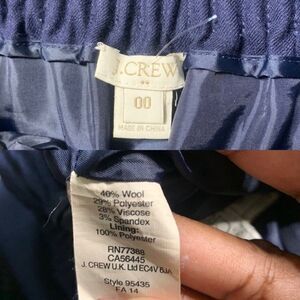 J.CREW
00
MADE IN CHINA
40% Wool
29% Polyester
28% Viscose
3% Spandex
Lining:
100% Polyester
RN77388
CA56445
J. CREW U.K. Ltd EC4V 6JA
Style 95435
FA 14